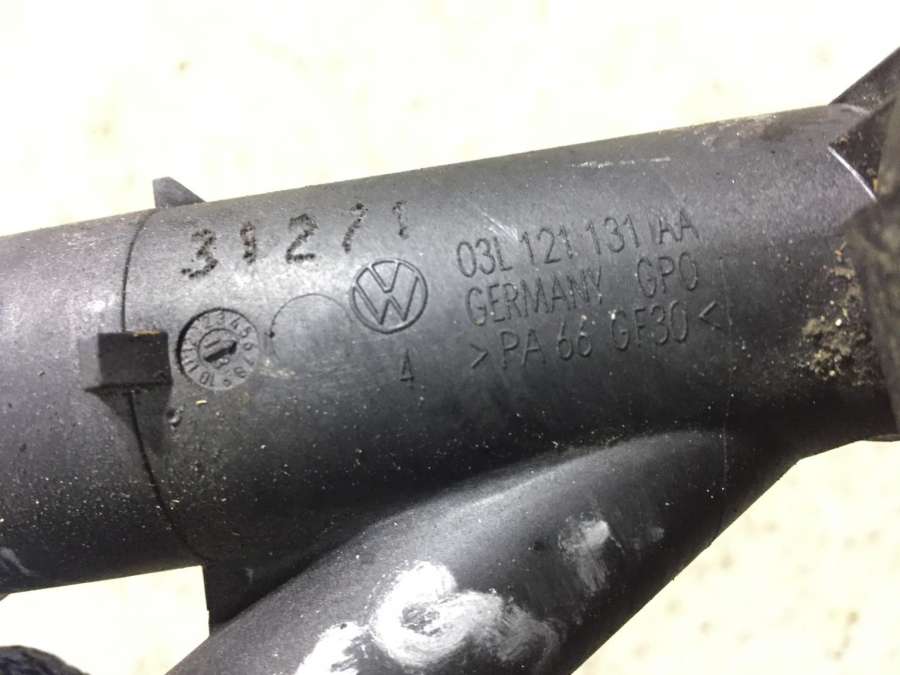 31271
03L 121 131 AA
GERMANY GPO
>PA 66 GF30<
4